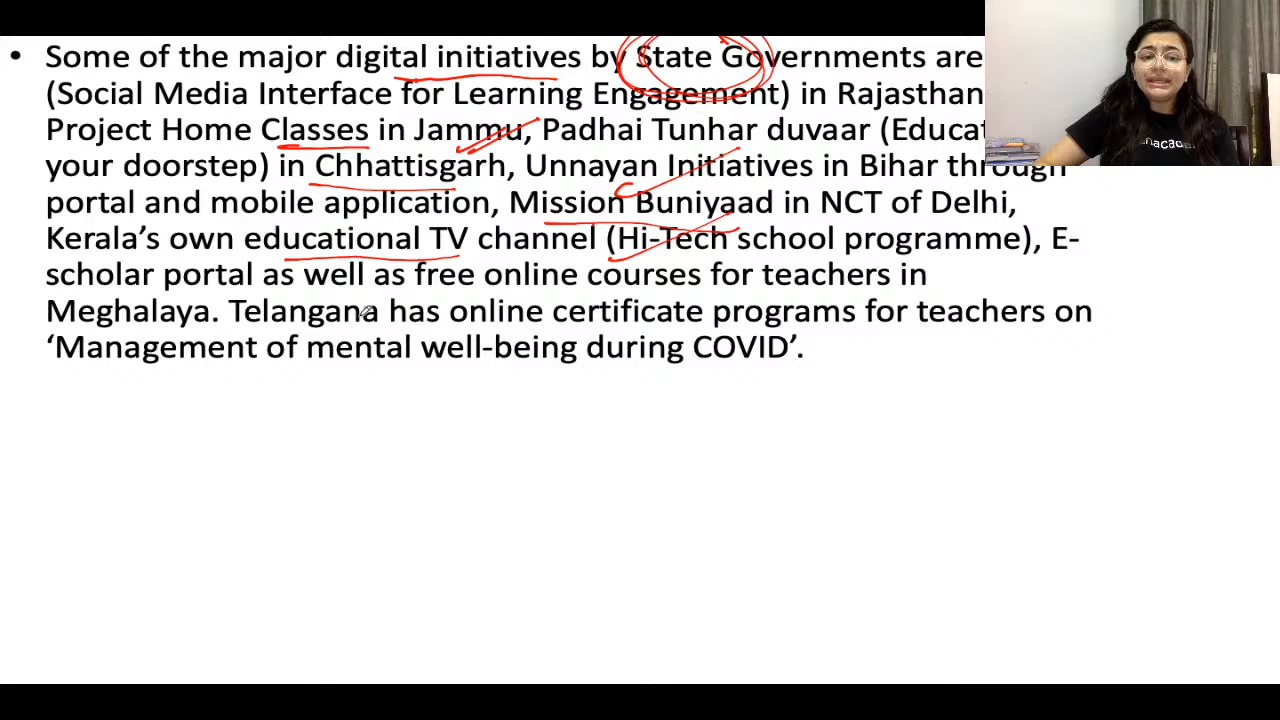 • Some of the major digital initiatives by State Governments are
(Social Media Interface for Learning Engagement) in Rajasthan
Project Home Classes in Jammu, Padhai Tunhar duvaar (Educat
your doorstep) in Chhattisgarh, Unnayan Initiatives in Bihar through
portal and mobile application, Mission Buniyaad in NCT of Delhi,
Kerala’s own educational TV channel (Hi-Tech school programme), E-
scholar portal as well as free online courses for teachers in
Meghalaya. Telangana has online certificate programs for teachers on
‘Management of mental well-being during COVID’.